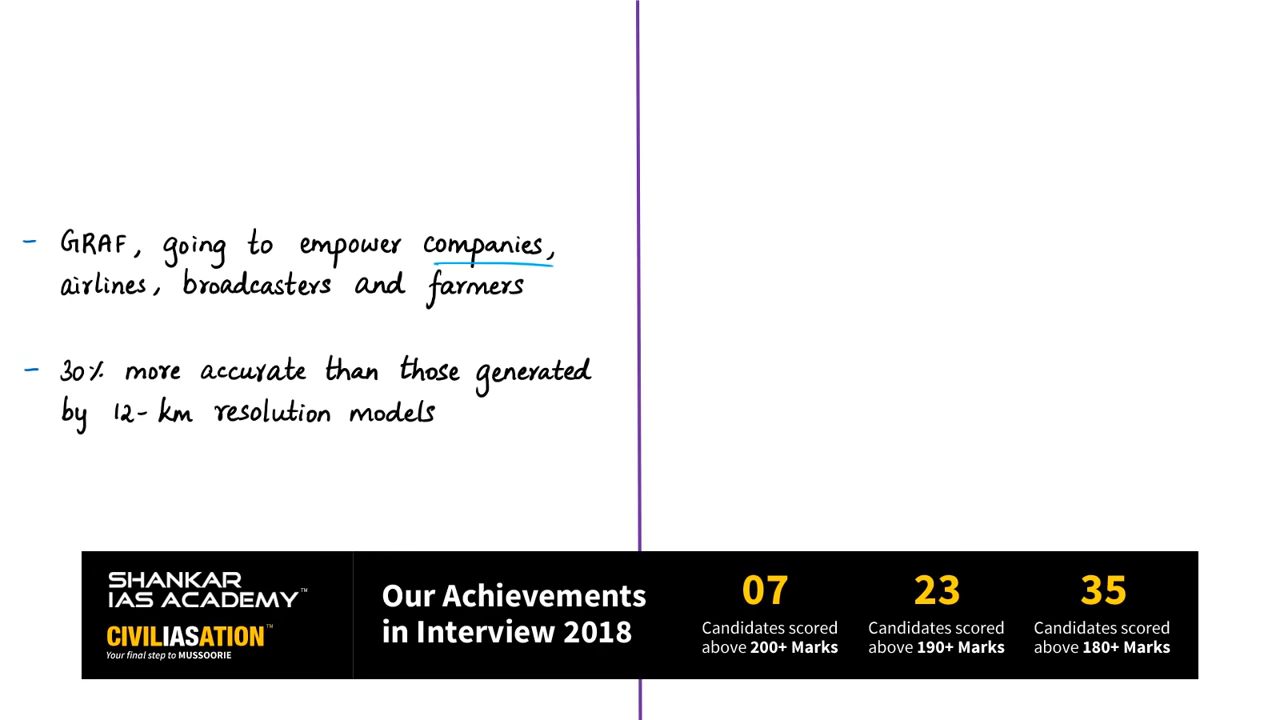 - GRAF, going to empower companies,
airlines, broadcasters and farmers
- 30% more accurate than those generated
by 12-km resolution models
SHANKAR
IAS ACADEMY™
CIVILIASATION™
Your final step to MUSSOORIE
Our Achievements
in Interview 2018
07
Candidates scored
above 200+ Marks
23
Candidates scored
above 190+ Marks
35
Candidates scored
above 180+ Marks